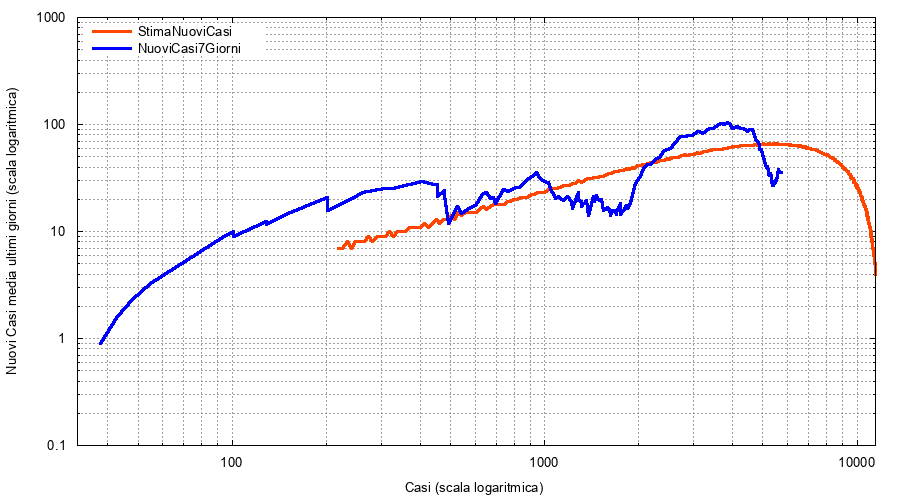 1000
StimaNuoviCasi
NuoviCasi7Giorni
100
10
1
0.1
Nuovi Casi media ultimi giorni (scala logaritmica)
100
1000
10000
Casi (scala logaritmica)